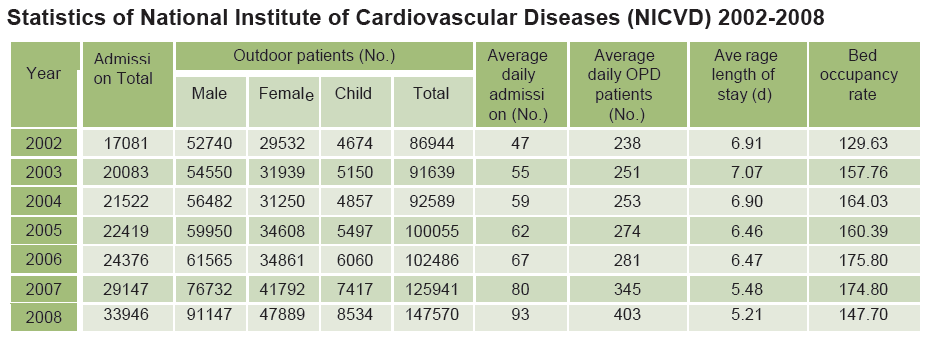 Statistics of National Institute of Cardiovascular Diseases (NICVD) 2002-2008
Year
Admissi
on Total
Outdoor patients (No.)
Male Female Child Total
Average
daily
admissi
on (No.)
Average
daily OPD
patients
(No.)
Ave rage
length of
stay (d)
Bed
occupancy
rate
2002 17081 52740 29532 4674 86944 47 238 6.91 129.63
2003 20083 54550 31939 5150 91639 55 251 7.07 157.76
2004 21522 56482 31250 4857 92589 59 253 6.90 164.03
2005 22419 59950 34608 5497 100055 62 274 6.46 160.39
2006 24376 61565 34861 6060 102486 67 281 6.47 175.80
2007 29147 76732 41792 7417 125941 80 345 5.48 174.80
2008 33946 91147 47889 8534 147570 93 403 5.21 147.70